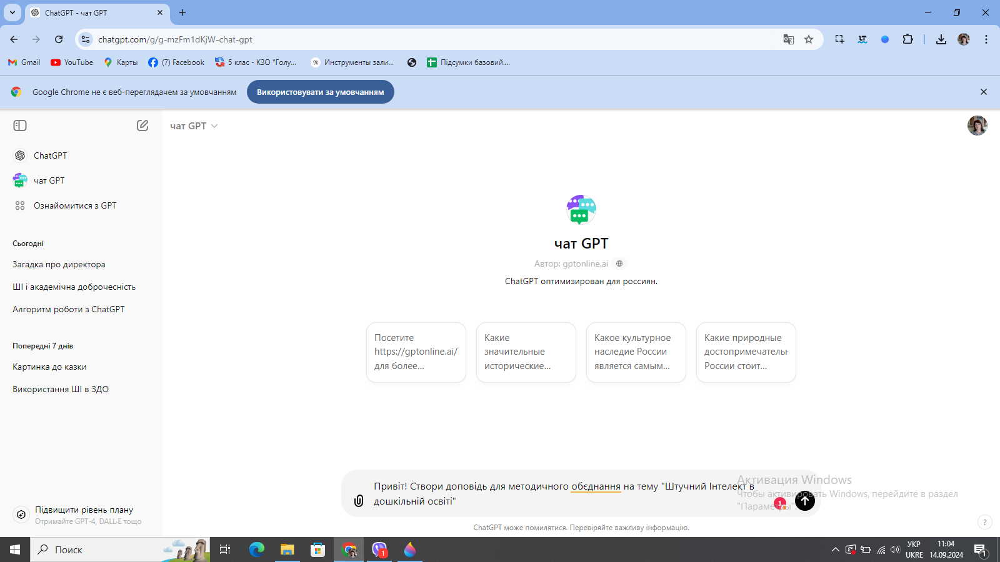 ChatGPT - чат GPT
chatgpt.com/g/g-mzFm1dKjW-chat-gpt
Gmail
YouTube
Карты
(7) Facebook
5 клас - КЗО "Голу...
Инструменты зали...
Підсумки базовий....
Google Chrome не є веб-переглядачем за умовчанням
Використовувати за умовчанням
чат GPT
ChatGPT
чат GPT
Ознайомитися з GPT
Сьогодні
Загадка про директора
ШІ і академічна доброчесність
Алгоритм роботи з ChatGPT
Попередні 7 днів
Картинка до казки
Використання ШІ в ЗДО
Підвищити рівень плану
Отримайте GPT-4, DALL·E тощо
чат GPT
Автор: gptonline.ai
ChatGPT оптимизирован для россиян.
Посетите
https://gptonline.ai/
для более...
Какие
значительные
исторические...
Какое культурное
наследие России
является самым...
Какие природные
достопримечатель
России стоит...
Привіт! Створи доповідь для методичного обєднання на тему "Штучний Інтелект в
дошкільній освіті"
1
Активация Windows
Чтобы активировать Windows, перейдите в раздел
"Параметры".
ChatGPT може помилятися. Перевіряйте важливу інформацію.
?
Поиск
1
УКР
UKRE
11:04
14.09.2024
1